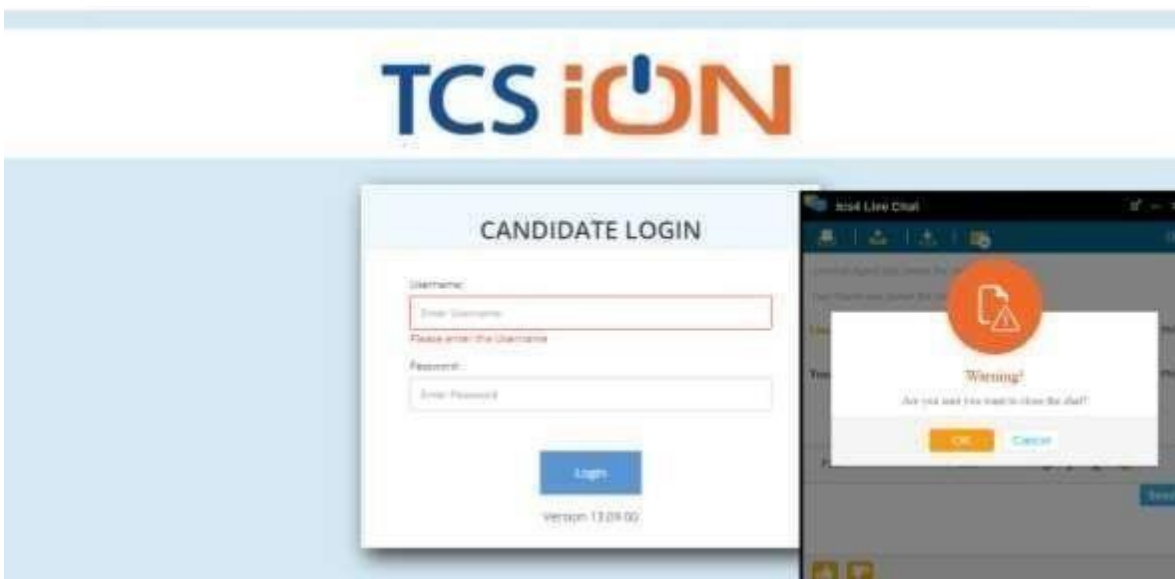 TCS iON
CANDIDATE LOGIN
Username:
Enter Username
Please enter the Username
Password:
Enter Password
Login
Version 13.09.00
Live Chat
Warning!
Are you sure you want to close the chat?
OK
Cancel
Send